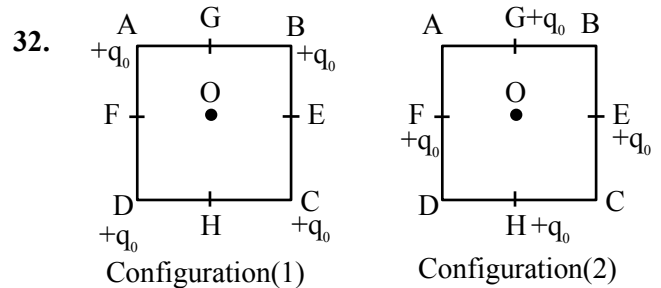 32.
A G B A G+q₀ B
+q₀ +q₀
O O
F E F E
+q₀ +q₀
D H C D H+q₀ C
+q₀ +q₀
Configuration(1) Configuration(2)